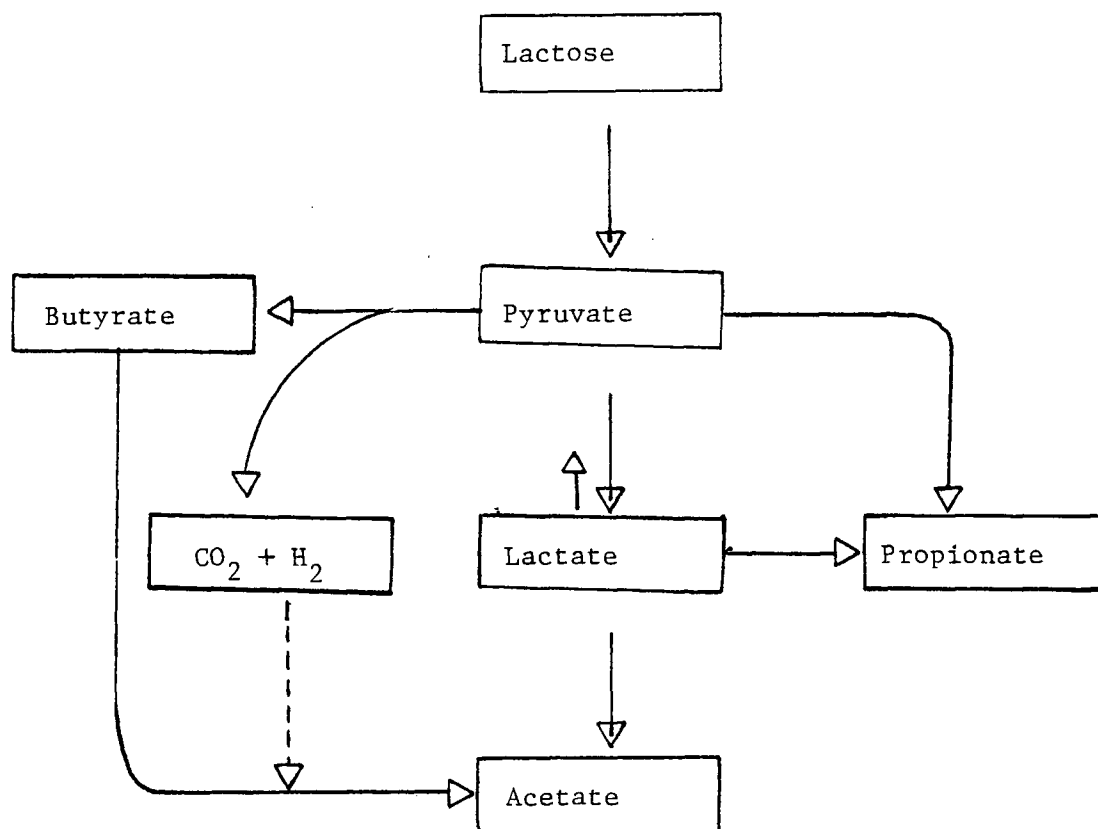 Lactose
Butyrate
Pyruvate
CO₂ + H₂
Lactate
Propionate
Acetate